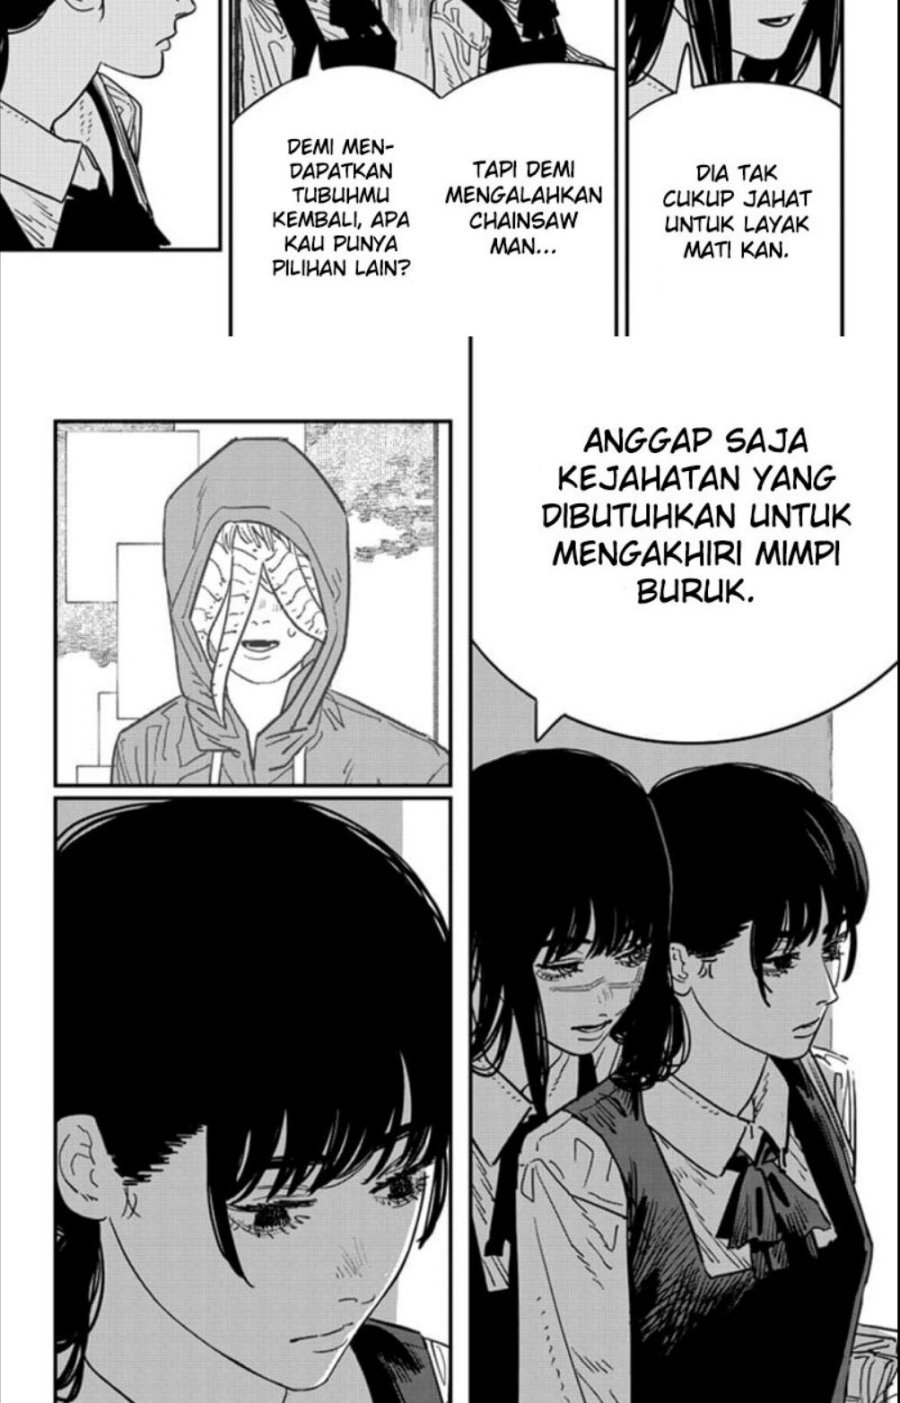 DIA TAK
CUKUP JAHAT
UNTUK LAYAK
MATI KAN.
TAPI DEMI
MENGALAHKAN
CHAINSAW
MAN...
DEMI MEN-
DAPATKAN
TUBUHMU
KEMBALI, APA
KAU PUNYA
PILIHAN LAIN?
ANGGAP SAJA
KEJAHATAN YANG
DIBUTUHKAN UNTUK
MENGAKHIRI MIMPI
BURUK.